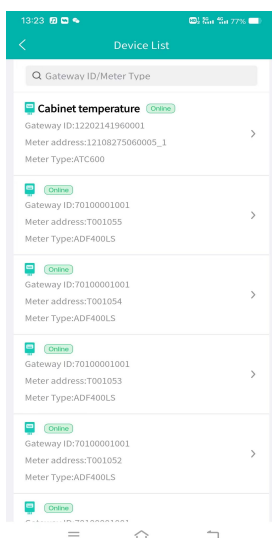 13:23 77%
Device List
Gateway ID/Meter Type
Cabinet temperature Online
Gateway ID:12202141960001
Meter address:12108275060005_1
Meter Type:ATC600
Online
Gateway ID:70100001001
Meter address:T001055
Meter Type:ADF400LS
Online
Gateway ID:70100001001
Meter address:T001054
Meter Type:ADF400LS
Online
Gateway ID:70100001001
Meter address:T001053
Meter Type:ADF400LS
Online
Gateway ID:70100001001
Meter address:T001052
Meter Type:ADF400LS
Online
Gateway ID:70100001001